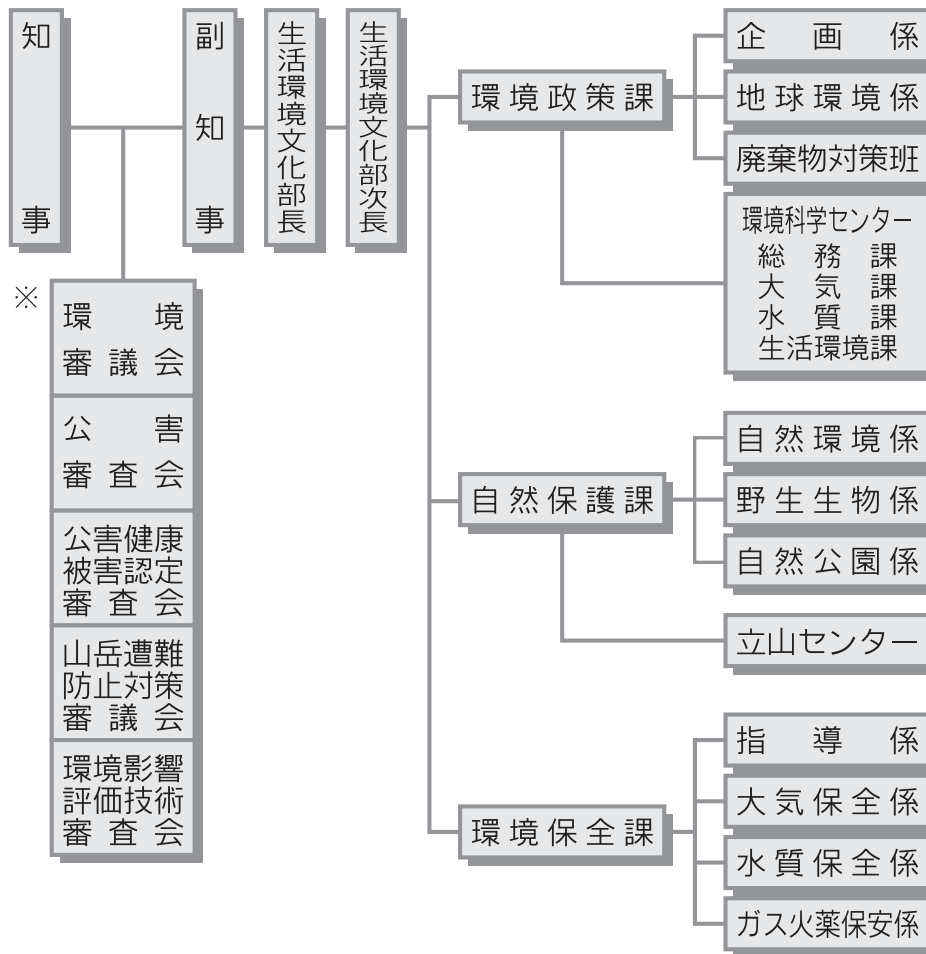 知事
副知事
生活環境文化部長
生活環境文化部次長
※
環境
審議会
公害
審査会
公害健康
被害認定
審査会
山岳遭難
防止対策
審議会
環境影響
評価技術
審査会
環境政策課
企画係
地球環境係
廃棄物対策班
環境科学センター
総務課
大気課
水質課
生活環境課
自然保護課
自然環境係
野生生物係
自然公園係
立山センター
環境保全課
指導係
大気保全係
水質保全係
ガス火薬保安係